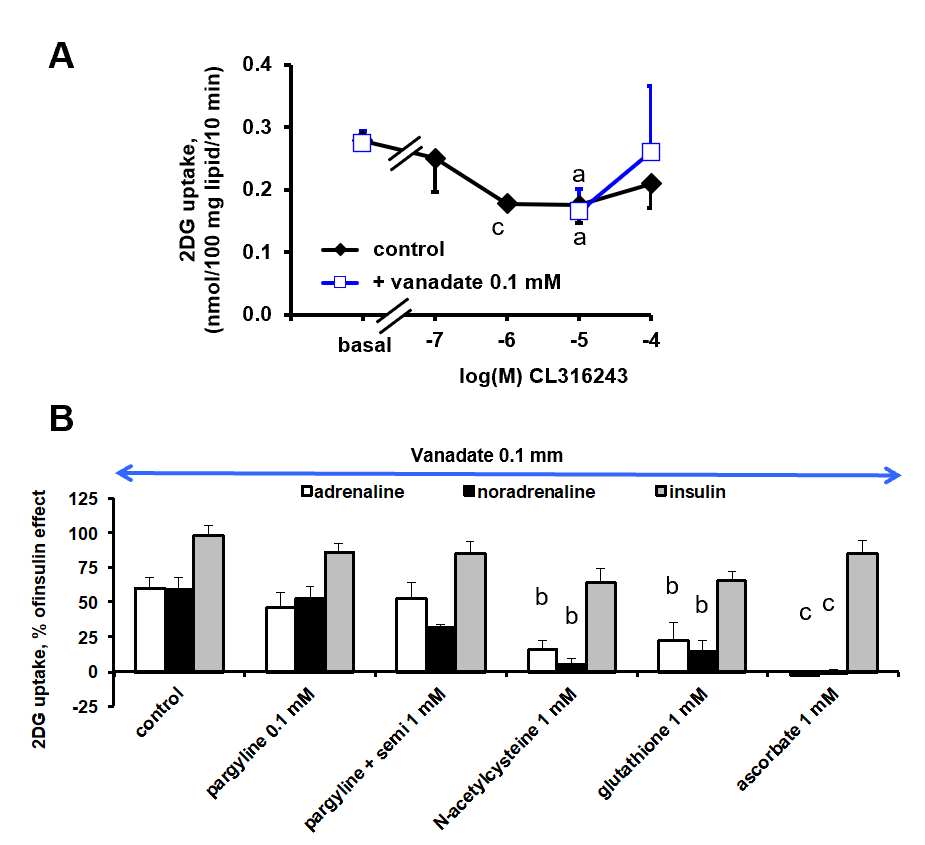 A
2DG uptake,
(nmol/100 mg lipid/10 min)
0.4
0.3
0.2
0.1
0.0
a
c
a
control
+ vanadate 0.1 mM
basal
-7
-6
-5
-4
log(M) CL316243
B
Vanadate 0.1 mm
adrenaline
noradrenaline
insulin
2DG uptake, % ofinsulin effect
125
100
75
50
25
0
-25
b
b
b
b
c
c
control
pargyline 0.1 mM
pargyline + semi 1 mM
N-acetylcysteine 1 mM
glutathione 1 mM
ascorbate 1 mM